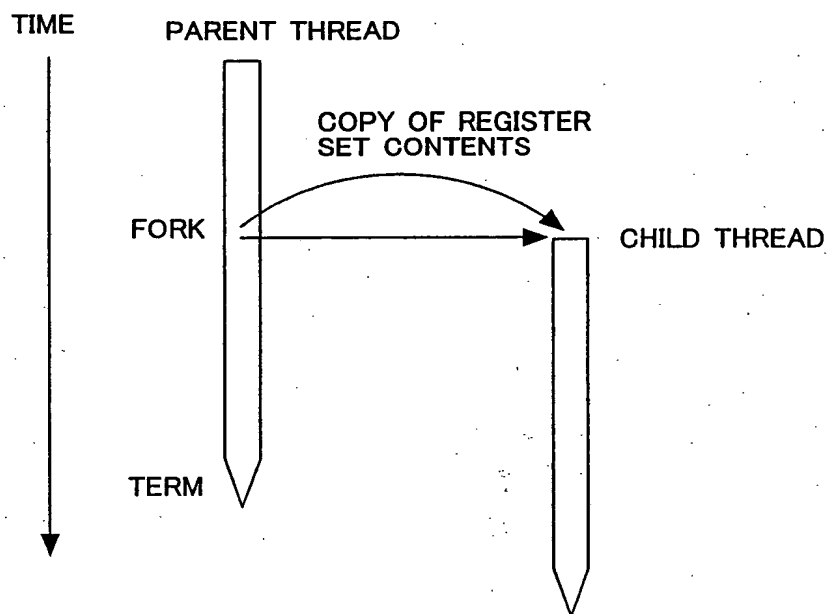 TIME
PARENT THREAD
COPY OF REGISTER
SET CONTENTS
FORK
CHILD THREAD
TERM